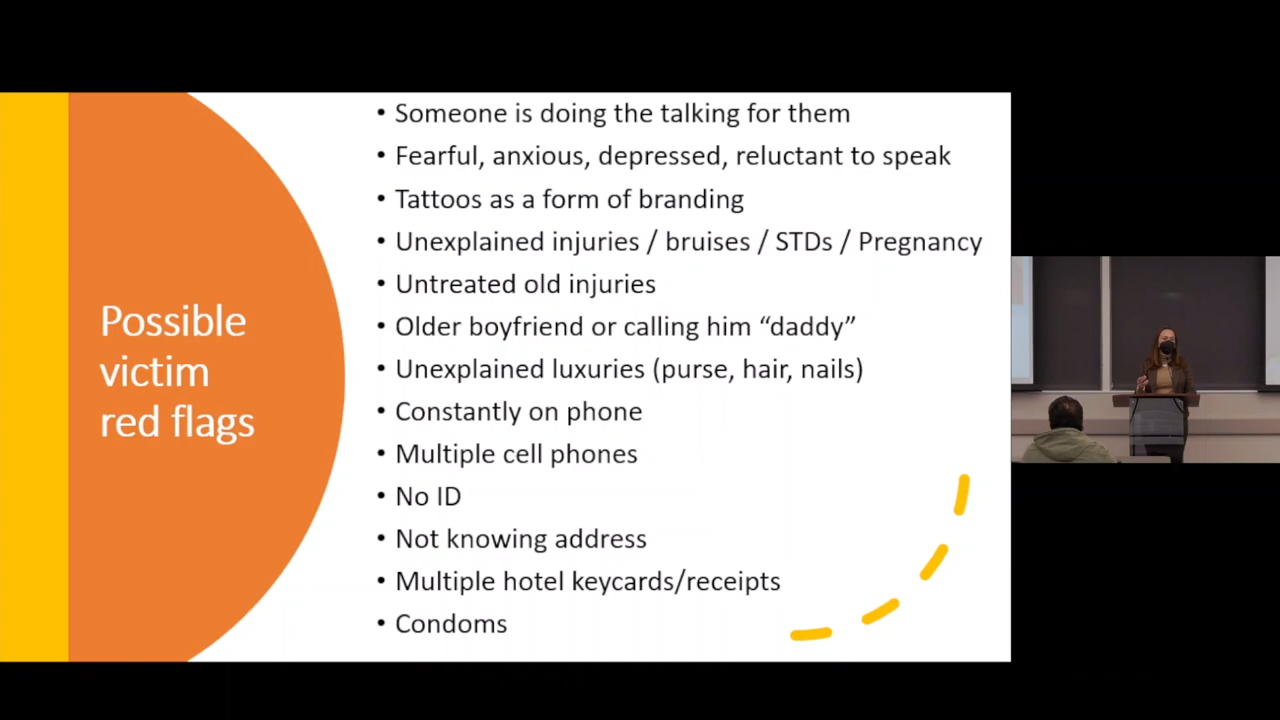 Possible
victim
red flags
• Someone is doing the talking for them
• Fearful, anxious, depressed, reluctant to speak
• Tattoos as a form of branding
• Unexplained injuries / bruises / STDs / Pregnancy
• Untreated old injuries
• Older boyfriend or calling him “daddy”
• Unexplained luxuries (purse, hair, nails)
• Constantly on phone
• Multiple cell phones
• No ID
• Not knowing address
• Multiple hotel keycards/receipts
• Condoms